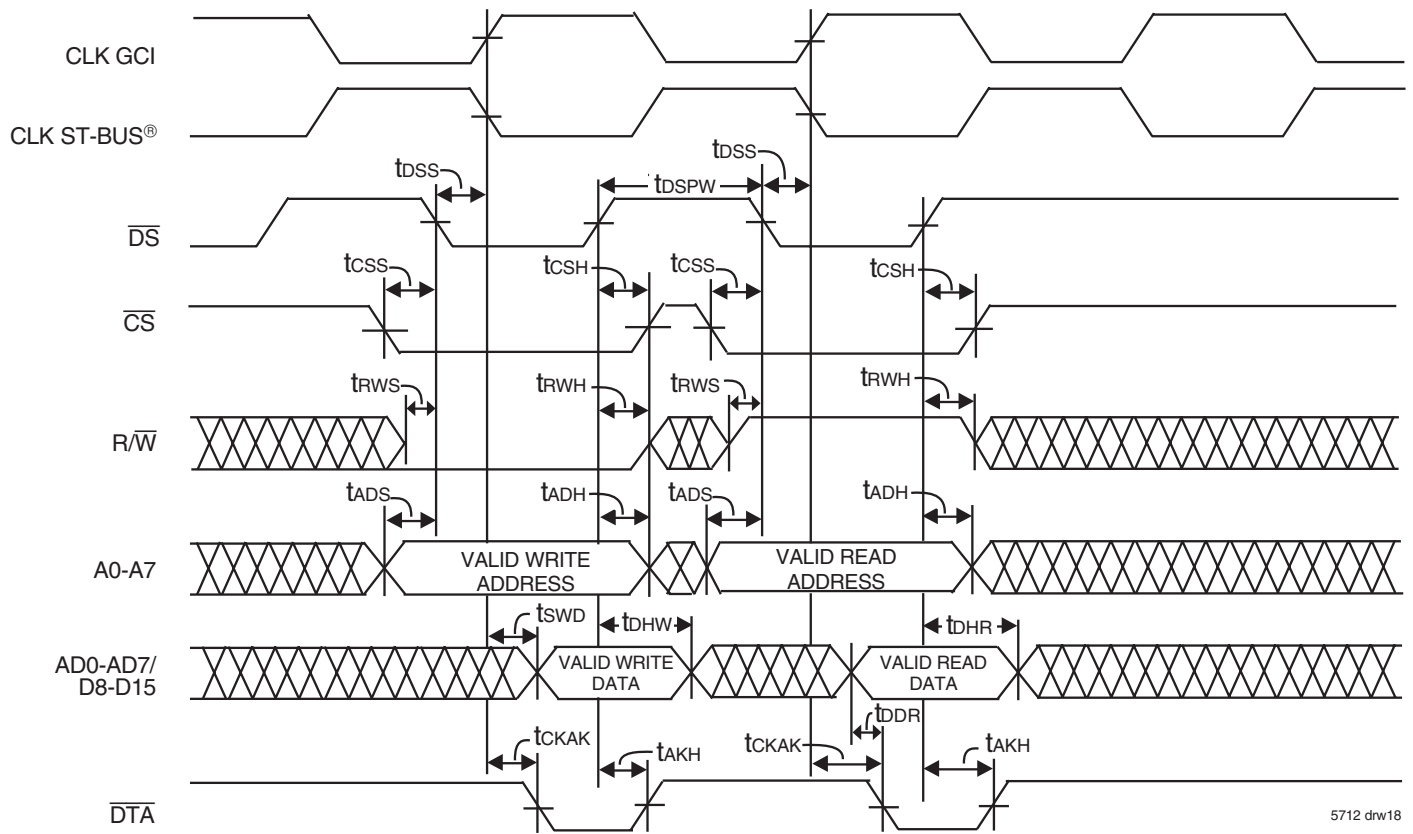 CLK GCI
CLK ST-BUS®
tDSS
tDSPW
tDSS
DS
tCSS
tCSH
tCSS
tCSH
CS
tRWS
tRWH
tRWS
tRWH
R/W
tADS
tADH
tADS
tADH
A0-A7
VALID WRITE
ADDRESS
VALID READ
ADDRESS
tSWD
tDHW
tDHR
AD0-AD7/
D8-D15
VALID WRITE
DATA
VALID READ
DATA
tDDR
tCKAK
tAKH
tCKAK
tAKH
DTA
5712 drw18